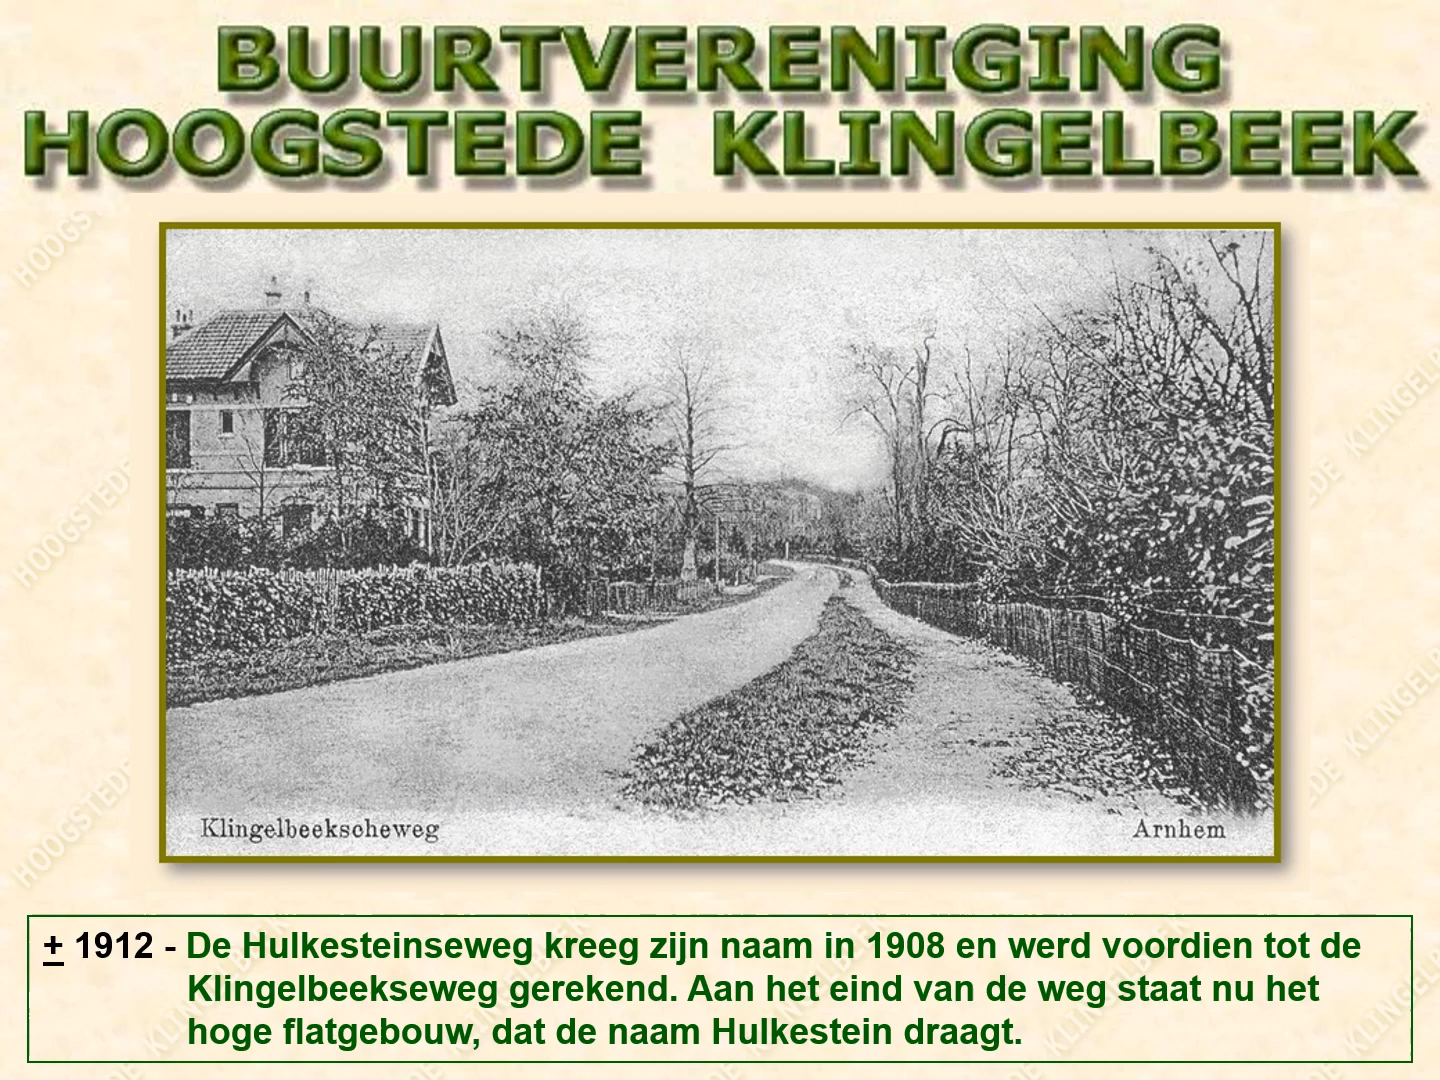 BUURTVERENIGING
HOOGSTEDE KLINGELBEEK
Klingelbeekscheweg
Arnhem
± 1912 - De Hulkesteinseweg kreeg zijn naam in 1908 en werd voordien tot de
Klingelbeekseweg gerekend. Aan het eind van de weg staat nu het
hoge flatgebouw, dat de naam Hulkestein draagt.